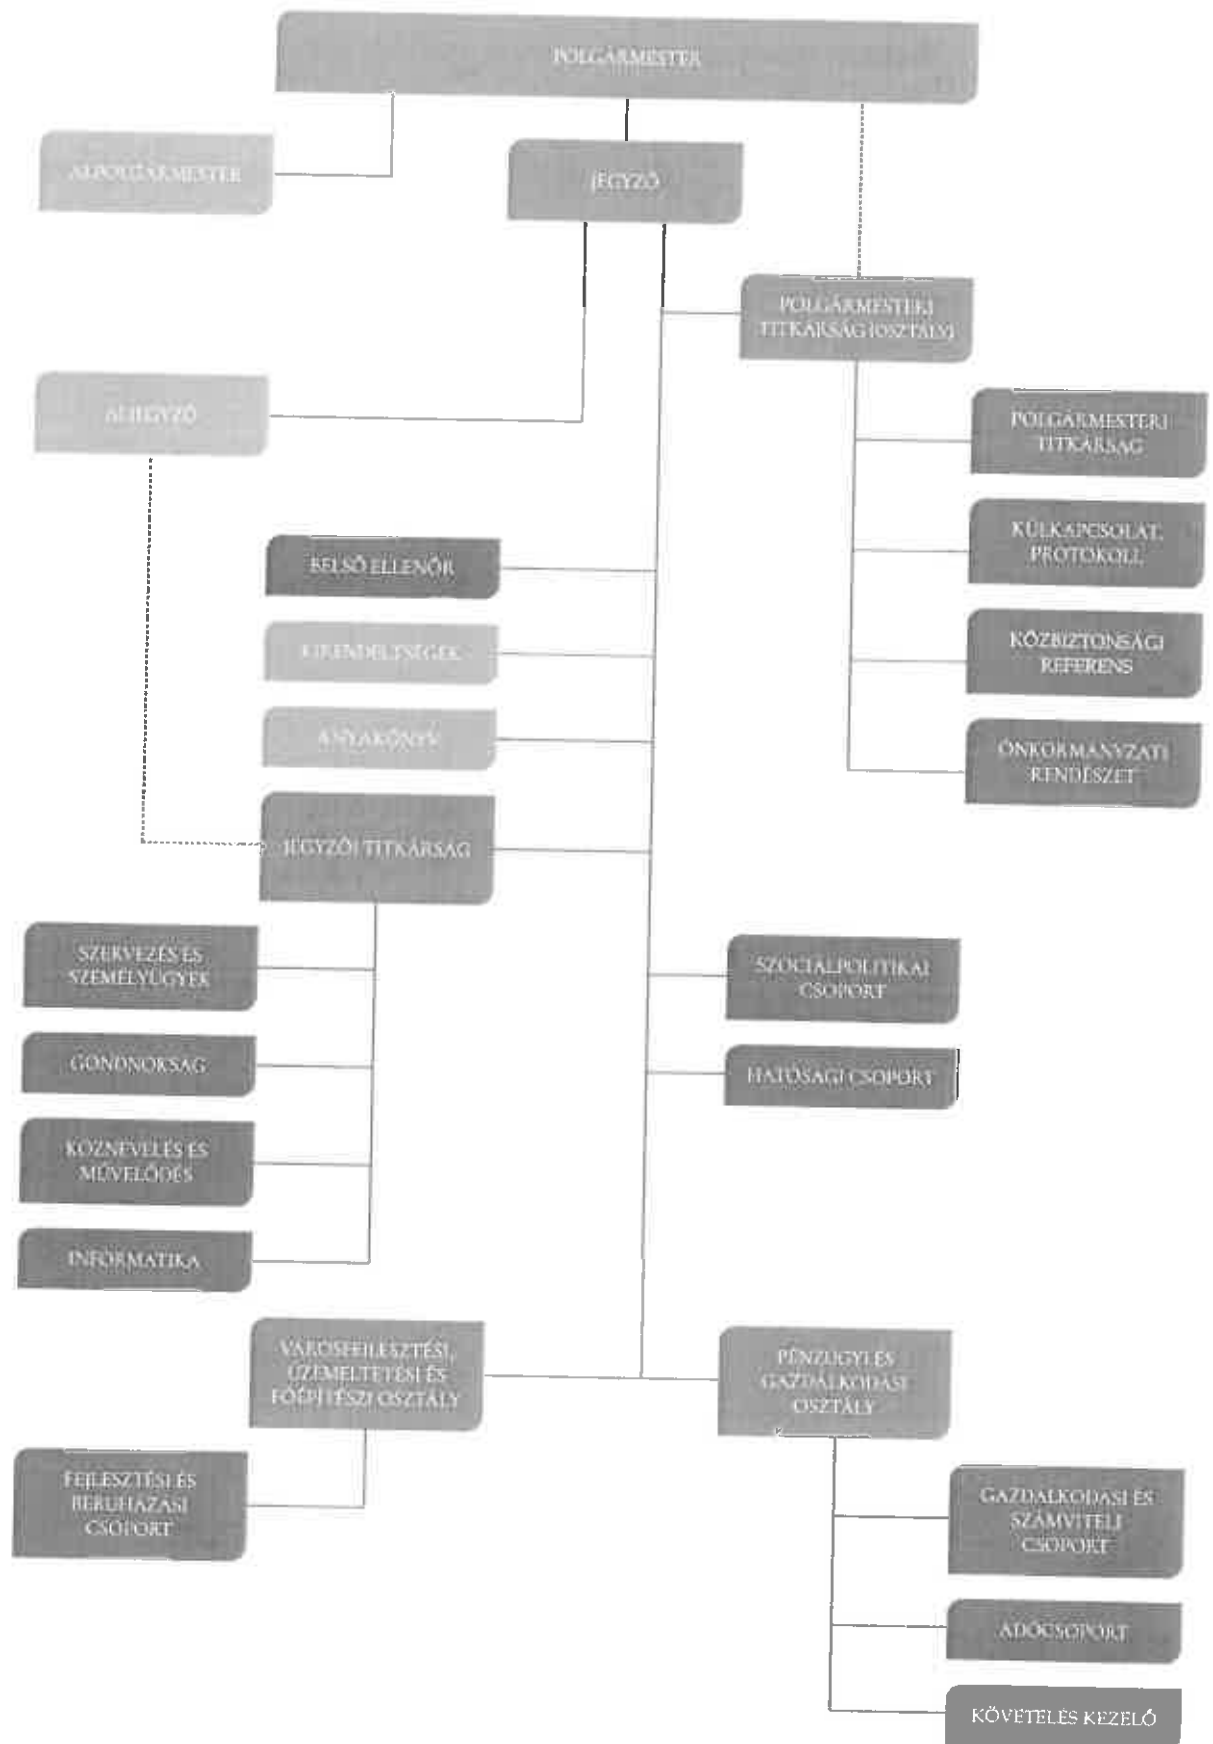 POLGÁRMESTER
ALPOLGÁRMESTER
JEGYZŐ
POLGÁRMESTERI
TITKÁRSÁG (OSZTÁLY)
ALJEGYZŐ
POLGÁRMESTERI
TITKÁRSÁG
KÜLKAPCSOLAT,
PROTOKOLL
KÖZBIZTONSÁGI
REFERENS
ÖNKORMÁNYZATI
RENDÉSZET
BELSŐ ELLENŐR
KIRENDELTSÉGEK
ANYAKÖNYV
JEGYZŐI TITKÁRSÁG
SZERVEZÉS ÉS
SZEMÉLYÜGYEK
GONDNOKSÁG
KÖZNEVELÉS ÉS
MŰVELŐDÉS
INFORMATIKA
SZOCIÁLPOLITIKAI
CSOPORT
HATÓSÁGI CSOPORT
VÁROSFEJLESZTÉSI,
ÜZEMELTETÉSI ÉS
FŐÉPÍTÉSZI OSZTÁLY
FEJLESZTÉSI ÉS
BERUHÁZÁSI
CSOPORT
PÉNZÜGYI ÉS
GAZDÁLKODÁSI
OSZTÁLY
GAZDÁLKODÁSI ÉS
SZÁMVITELI
CSOPORT
ADÓCSOPORT
KÖVETELÉS KEZELŐ